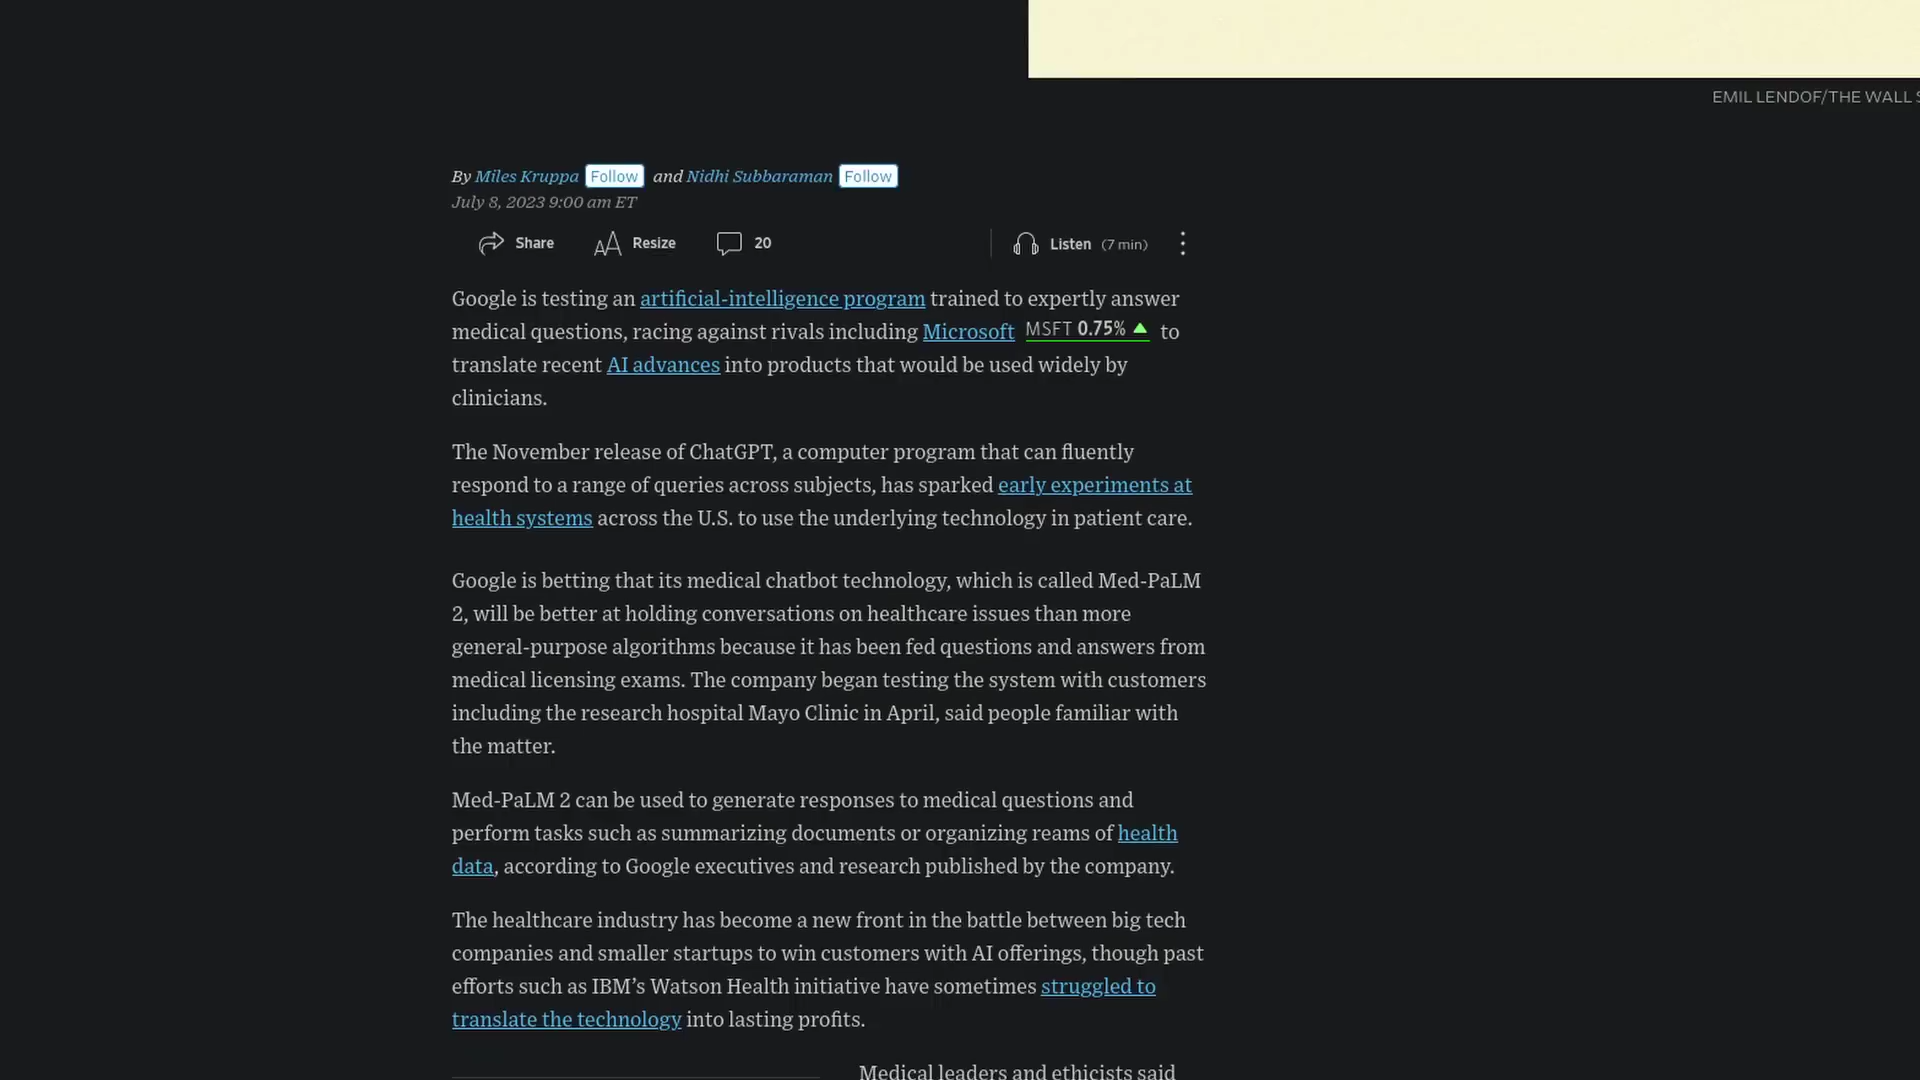 EMIL LENDOF/THE WALL
By Miles Kruppa Follow and Nidhi Subbaraman Follow
July 8, 2023 9:00 am ET
Share Resize 20 Listen (7 min)
Google is testing an artificial-intelligence program trained to expertly answer
medical questions, racing against rivals including Microsoft MSFT 0.75% to
translate recent AI advances into products that would be used widely by
clinicians.
The November release of ChatGPT, a computer program that can fluently
respond to a range of queries across subjects, has sparked early experiments at
health systems across the U.S. to use the underlying technology in patient care.
Google is betting that its medical chatbot technology, which is called Med-PaLM
2, will be better at holding conversations on healthcare issues than more
general-purpose algorithms because it has been fed questions and answers from
medical licensing exams. The company began testing the system with customers
including the research hospital Mayo Clinic in April, said people familiar with
the matter.
Med-PaLM 2 can be used to generate responses to medical questions and
perform tasks such as summarizing documents or organizing reams of health
data, according to Google executives and research published by the company.
The healthcare industry has become a new front in the battle between big tech
companies and smaller startups to win customers with AI offerings, though past
efforts such as IBM’s Watson Health initiative have sometimes struggled to
translate the technology into lasting profits.
Medical leaders and ethicists said